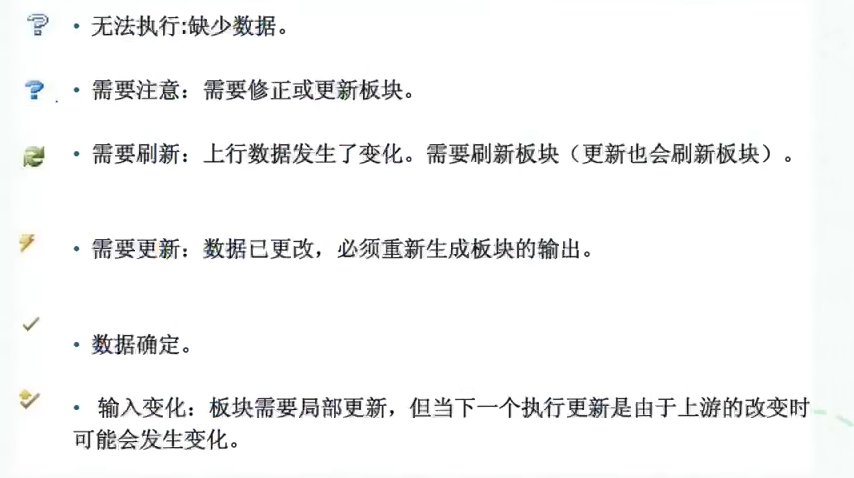 • 无法执行:缺少数据。
• 需要注意：需要修正或更新板块。
• 需要刷新：上行数据发生了变化。需要刷新板块（更新也会刷新板块）。
• 需要更新：数据已更改，必须重新生成板块的输出。
• 数据确定。
• 输入变化：板块需要局部更新，但当下一个执行更新是由于上游的改变时
可能会发生变化。